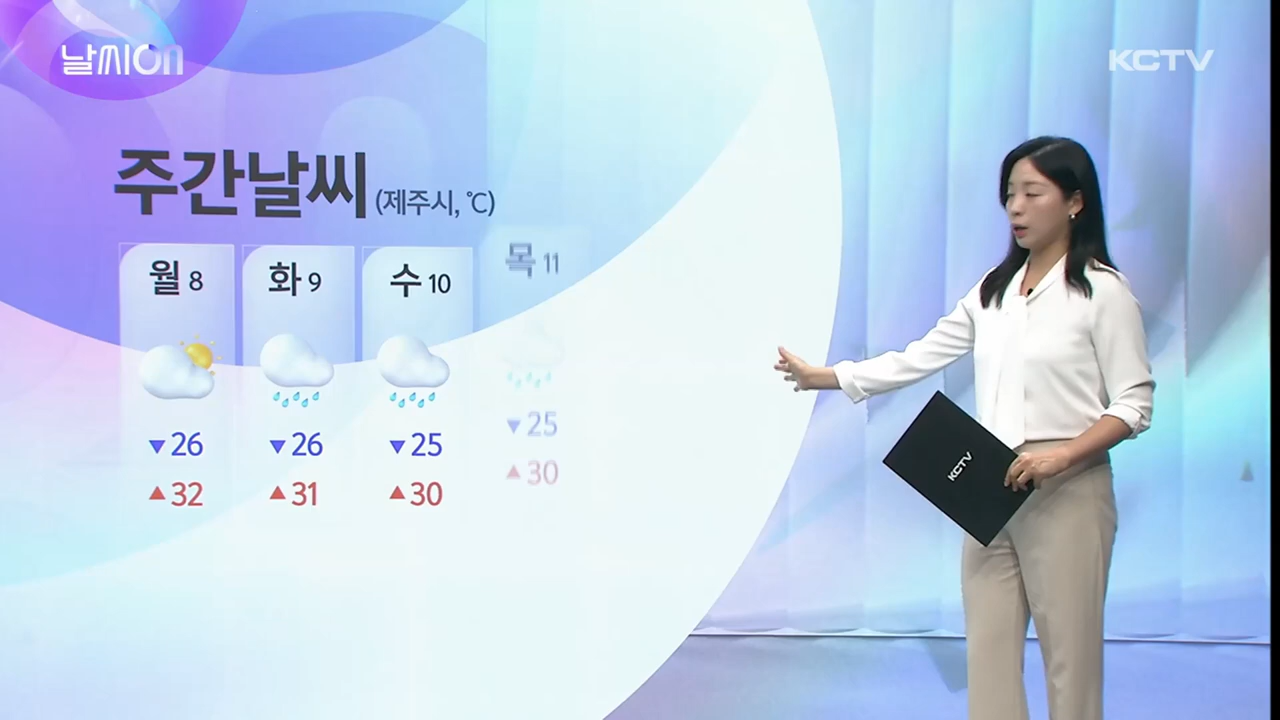 날씨On
KCTV
주간날씨 (제주시, ℃)
월 8 화 9 수 10 목 11
▼26 ▼26 ▼25 ▼25
▲32 ▲31 ▲30 ▲30
KCTV